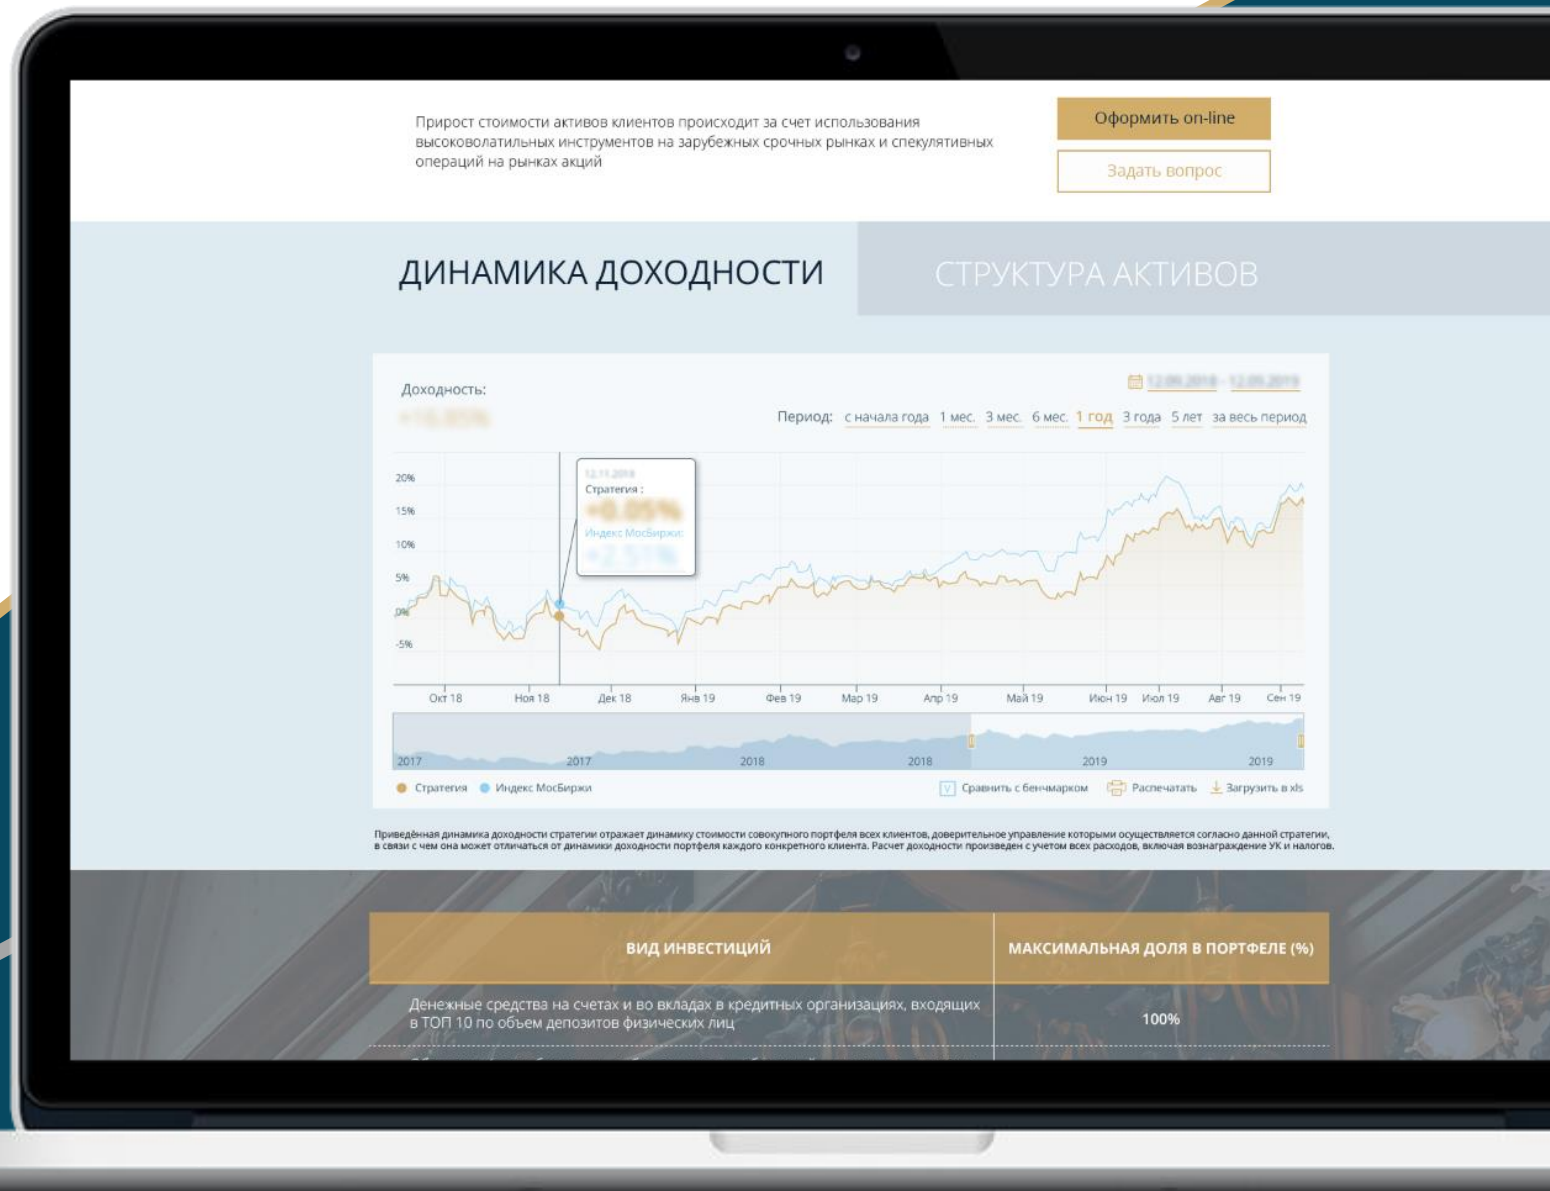 Прирост стоимости активов клиентов происходит за счет использования
высоковолатильных инструментов на зарубежных срочных рынках и спекулятивных
операций на рынках акций
Оформить on-line
Задать вопрос
ДИНАМИКА ДОХОДНОСТИ
СТРУКТУРА АКТИВОВ
Доходность:
Период: с начала года 1 мес. 3 мес. 6 мес. 1 год 3 года 5 лет за весь период
20%
15%
10%
5%
0%
-5%
Стратегия :
Индекс МосБиржи:
Окт 18 Ноя 18 Дек 18 Янв 19 Фев 19 Мар 19 Апр 19 Май 19 Июн 19 Июл 19 Авг 19 Сен 19
2017 2017 2018 2018 2019 2019
Стратегия Индекс МосБиржи
Сравнить с бенчмарком Распечатать Загрузить в xls
Приведённая динамика доходности стратегии отражает динамику стоимости совокупного портфеля всех клиентов, доверительное управление которыми осуществляется согласно данной стратегии,
в связи с чем она может отличаться от динамики доходности портфеля каждого конкретного клиента. Расчет доходности произведен с учетом всех расходов, включая вознаграждение УК и налогов.
ВИД ИНВЕСТИЦИЙ
МАКСИМАЛЬНАЯ ДОЛЯ В ПОРТФЕЛЕ (%)
Денежные средства на счетах и во вкладах в кредитных организациях, входящих
в ТОП 10 по объем депозитов физических лиц
100%